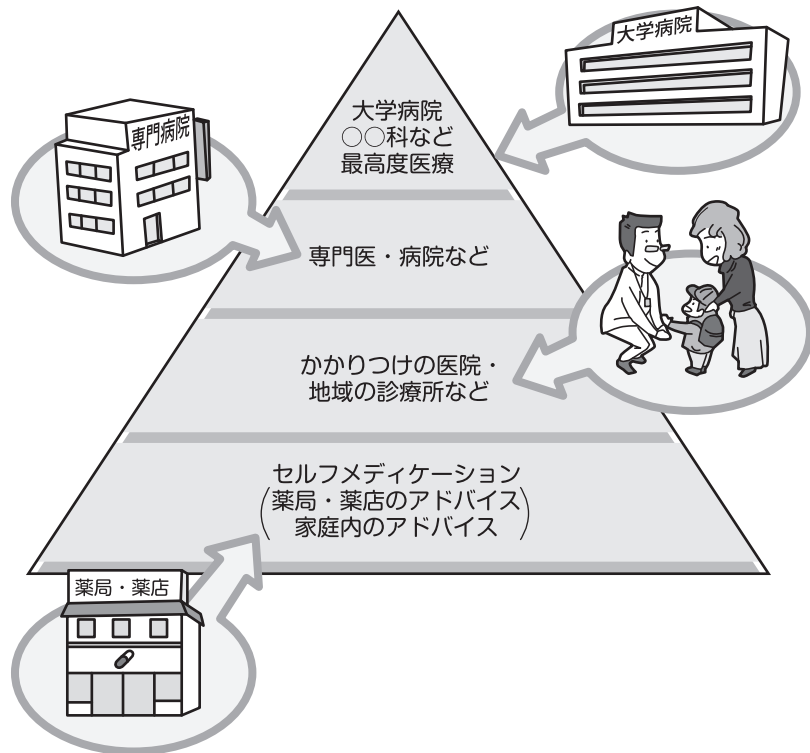 大学病院
大学病院
○○科など
最高度医療
専門病院
専門医・病院など
かかりつけの医院・
地域の診療所など
セルフメディケーション
(薬局・薬店のアドバイス
家庭内のアドバイス)
薬局・薬店